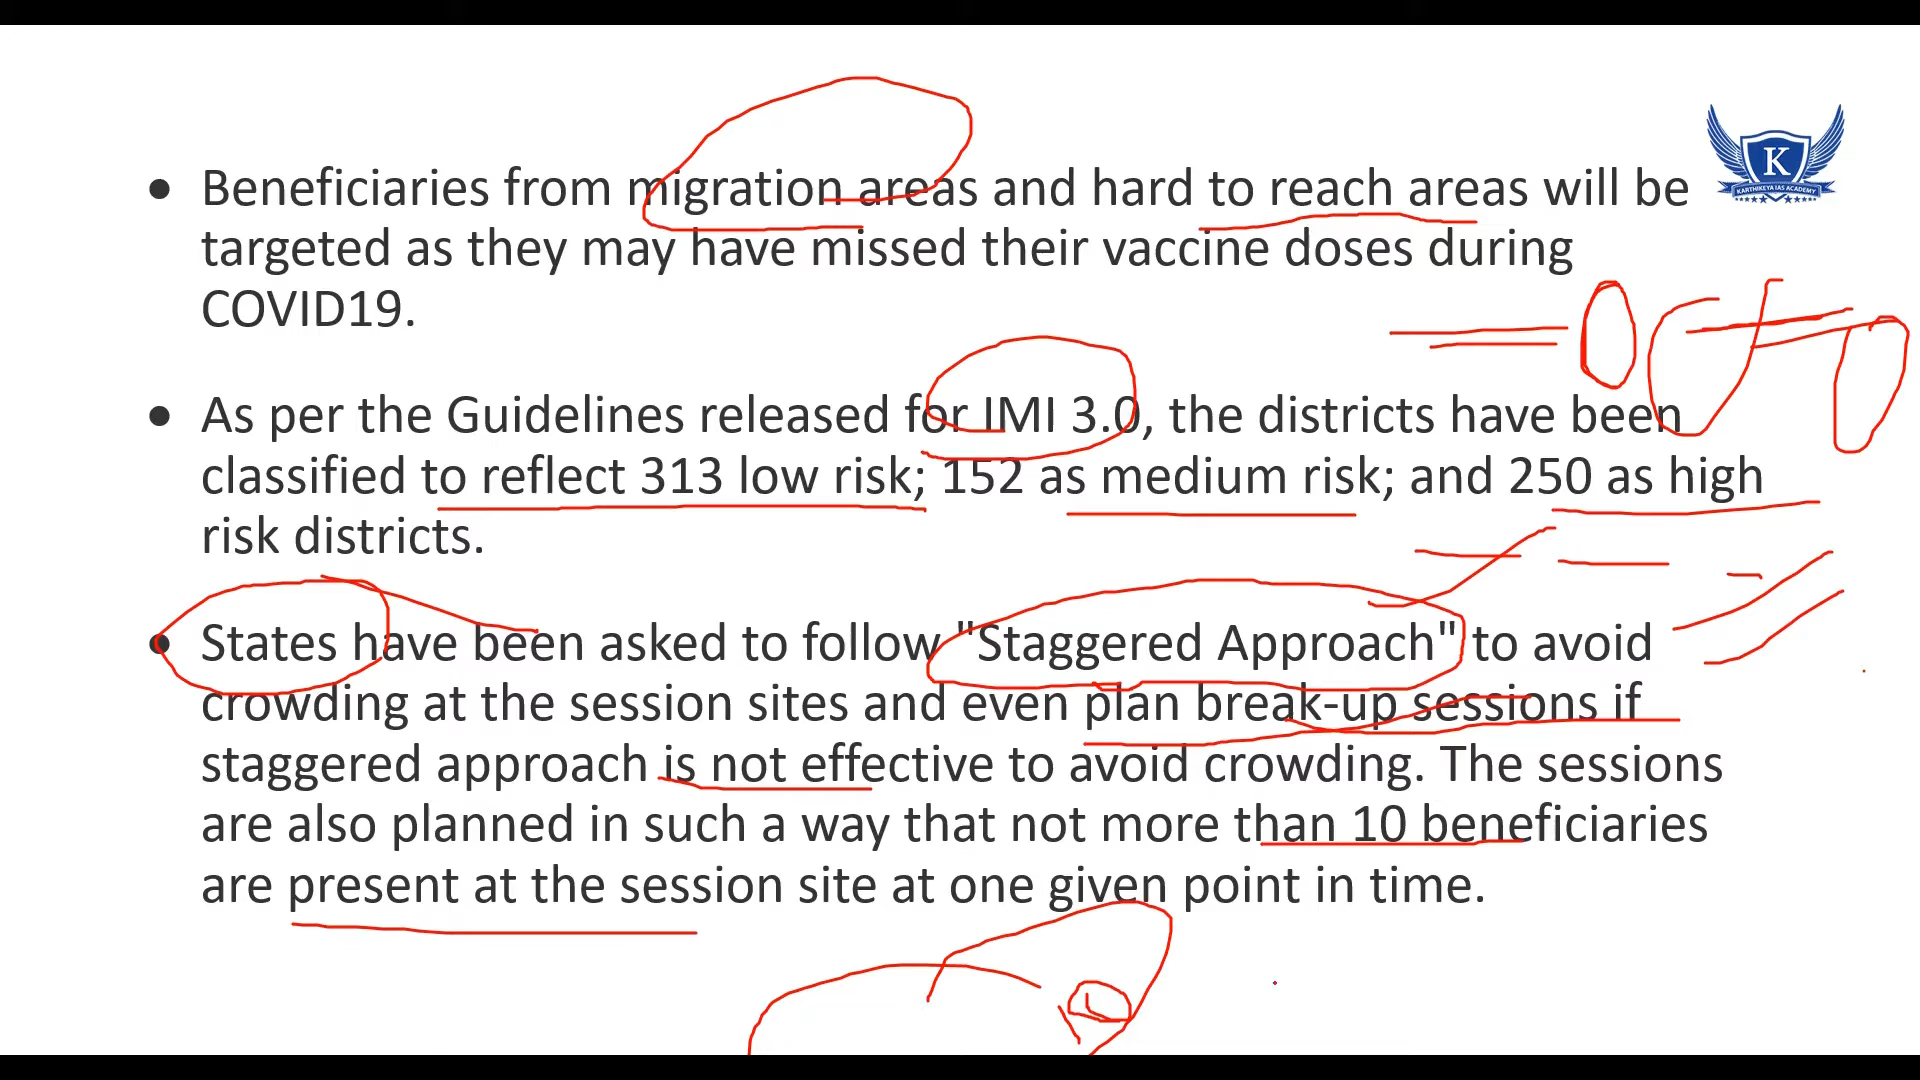 ● Beneficiaries from migration areas and hard to reach areas will be
targeted as they may have missed their vaccine doses during
COVID19.
● As per the Guidelines released for IMI 3.0, the districts have been
classified to reflect 313 low risk; 152 as medium risk; and 250 as high
risk districts.
● States have been asked to follow "Staggered Approach" to avoid
crowding at the session sites and even plan break-up sessions if
staggered approach is not effective to avoid crowding. The sessions
are also planned in such a way that not more than 10 beneficiaries
are present at the session site at one given point in time.
K
KARTHIKEYA IAS ACADEMY